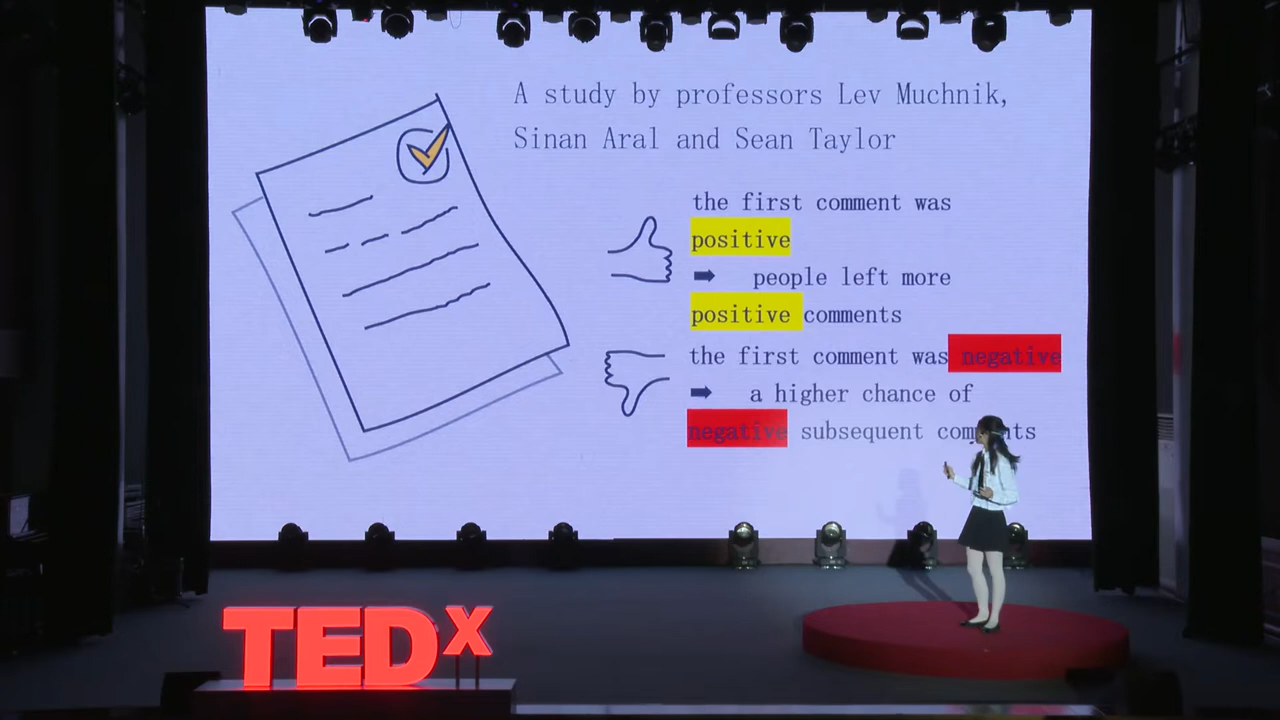 A study by professors Lev Muchnik,
Sinan Aral and Sean Taylor
the first comment was
positive
➡ people left more
positive comments
the first comment was negative
➡ a higher chance of
negative subsequent comments
TEDx